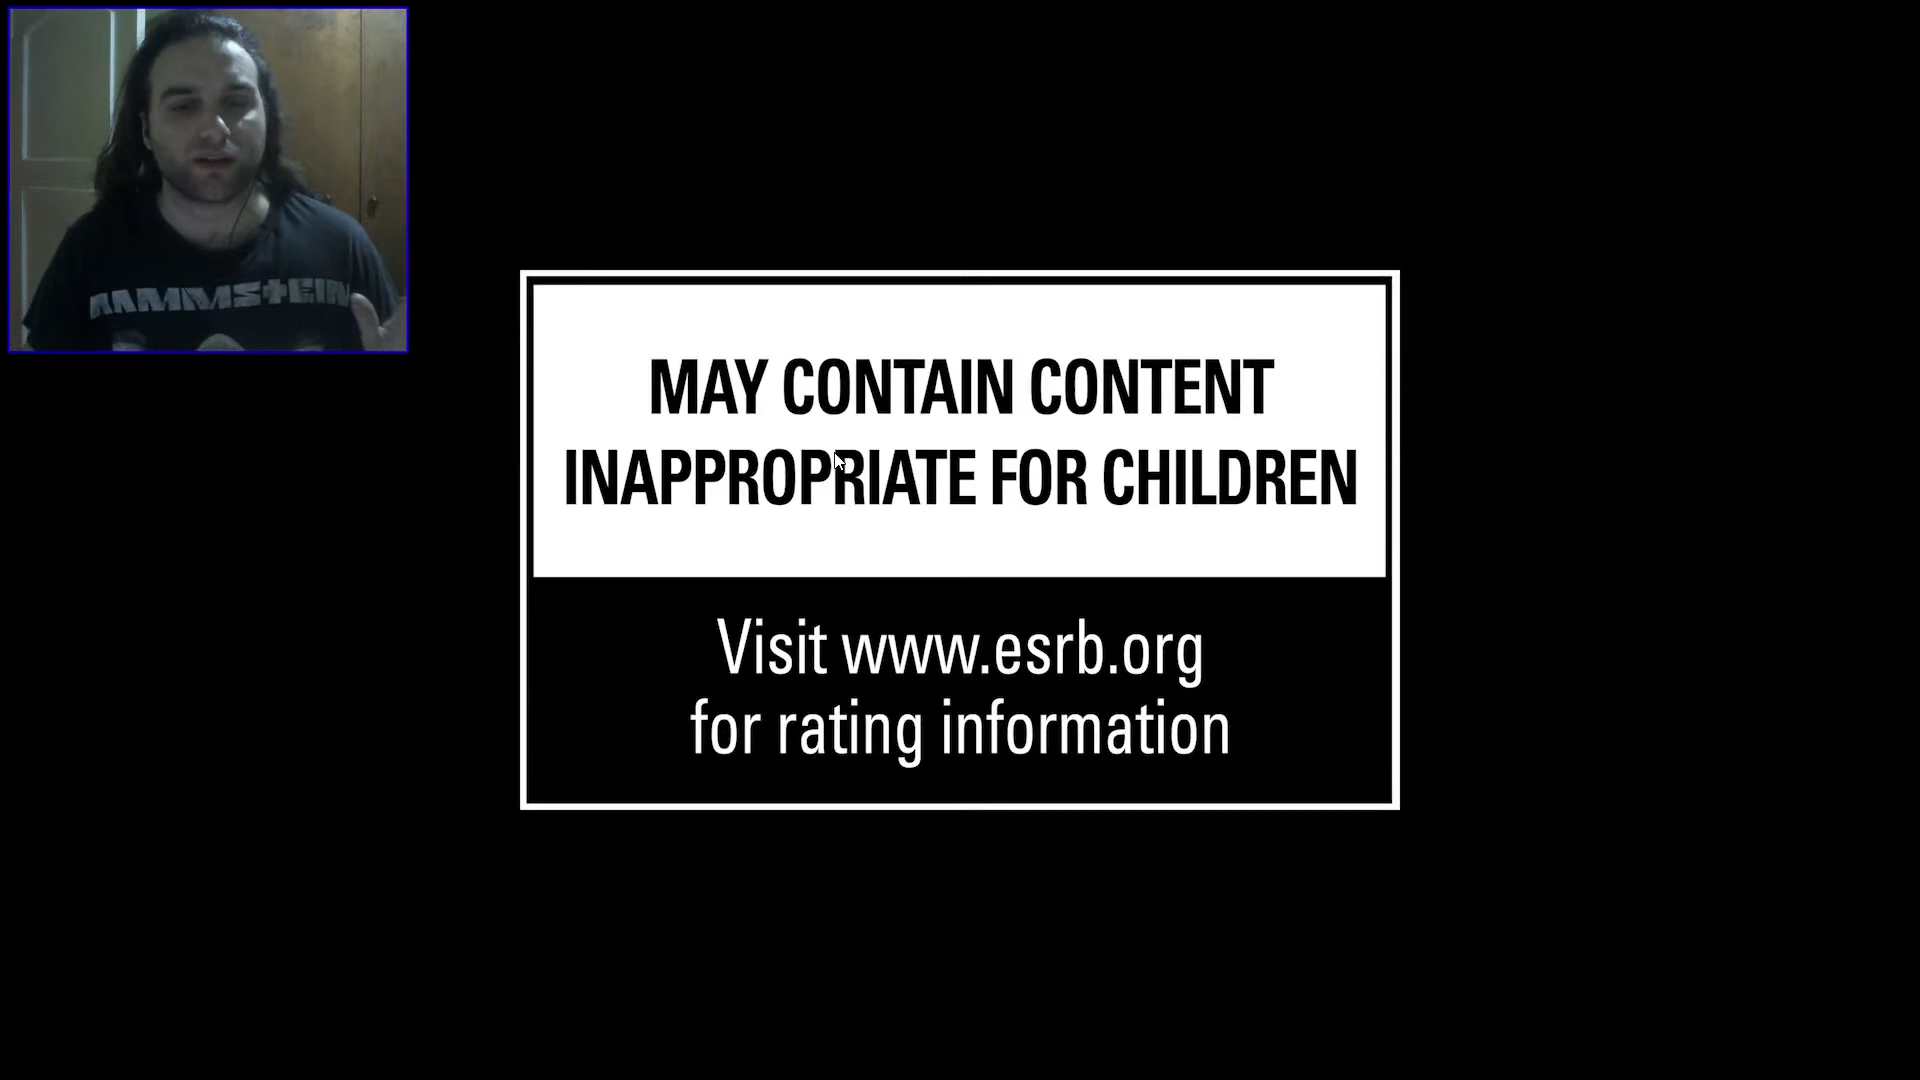 RAMMSTEIN
MAY CONTAIN CONTENT
INAPPROPRIATE FOR CHILDREN
Visit www.esrb.org
for rating information